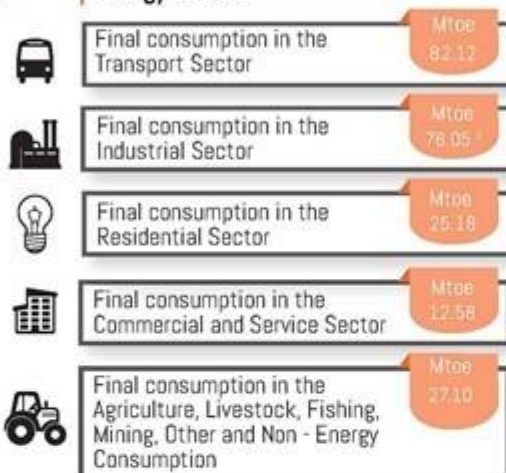 Final consumption in the
Transport Sector
Mtoe
82.12
Final consumption in the
Industrial Sector
Mtoe
78.05
Final consumption in the
Residential Sector
Mtoe
25.18
Final consumption in the
Commercial and Service Sector
Mtoe
12.58
Final consumption in the
Agriculture, Livestock, Fishing,
Mining, Other and Non - Energy
Consumption
Mtoe
27.10